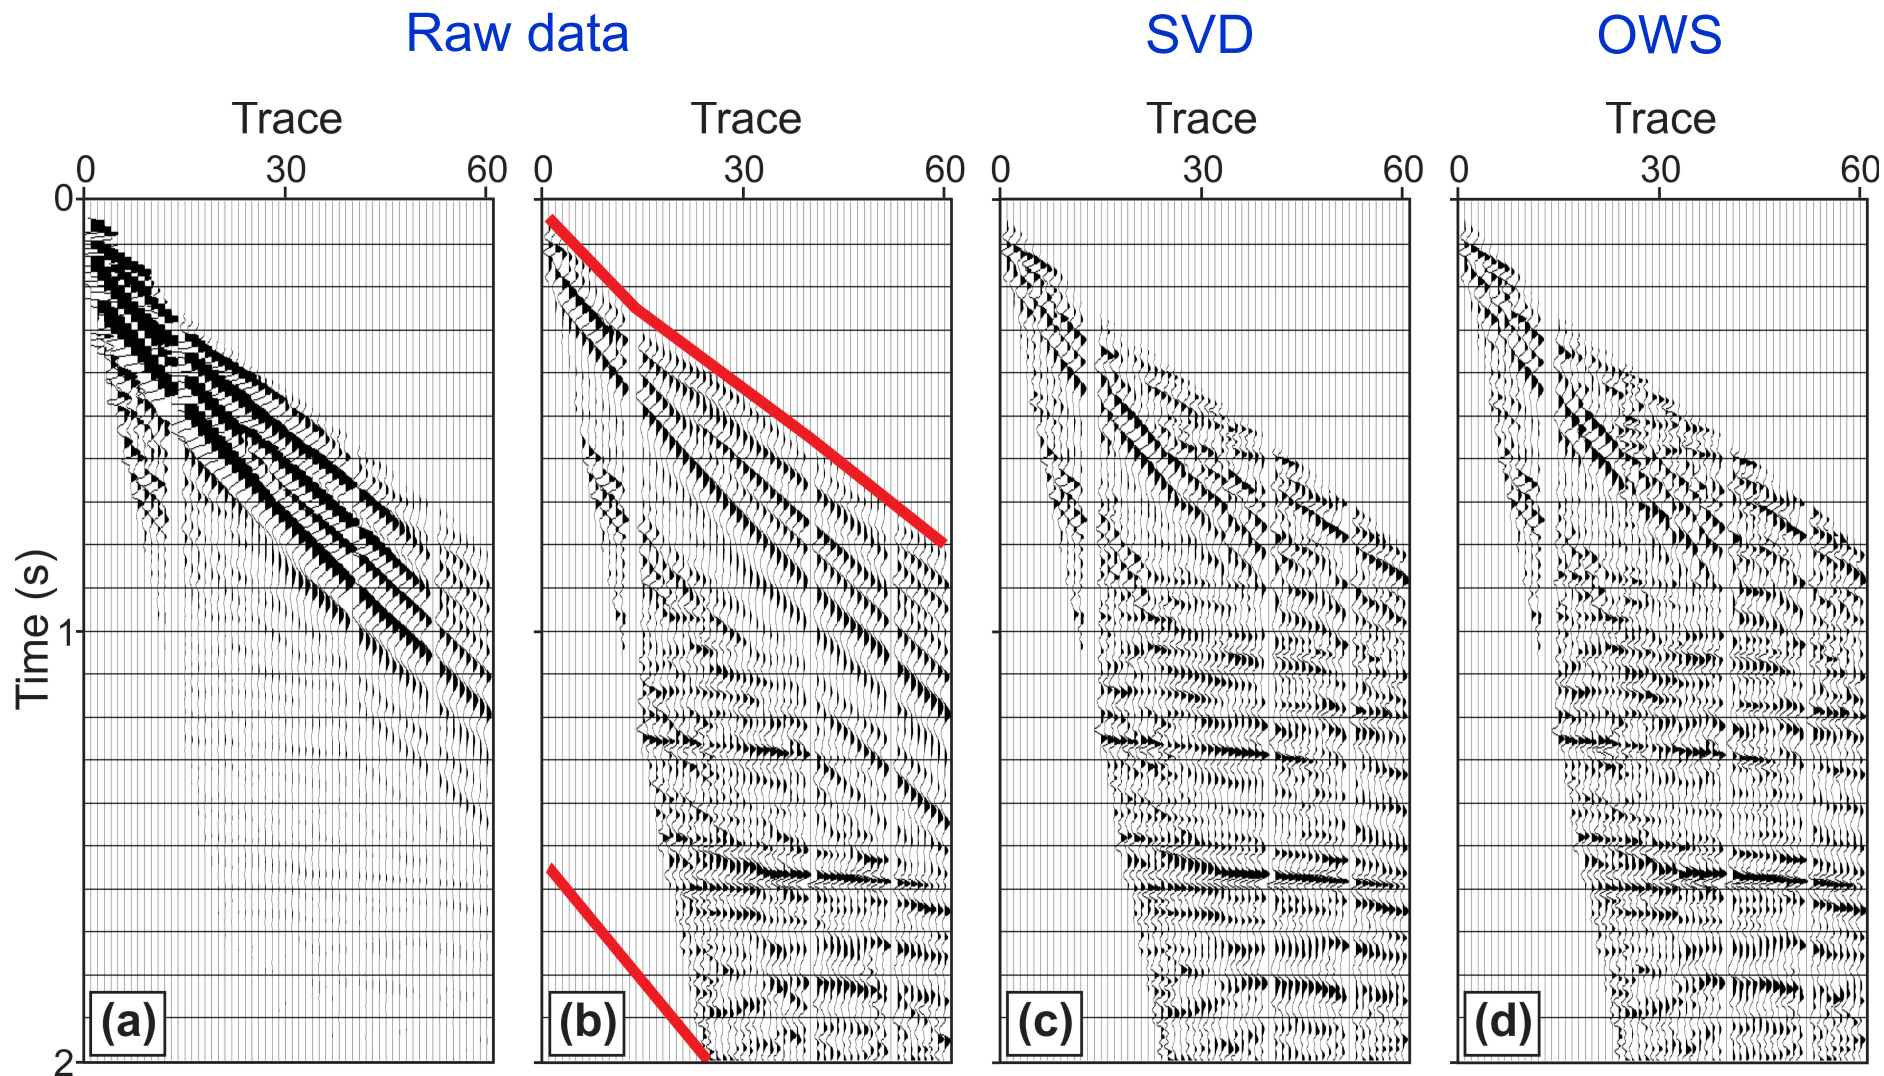 Raw data SVD OWS
Trace Trace Trace Trace
0 30 60 0 30 60 0 30 60 0 30 60
0
Time (s)
1
(a) (b) (c) (d)
2